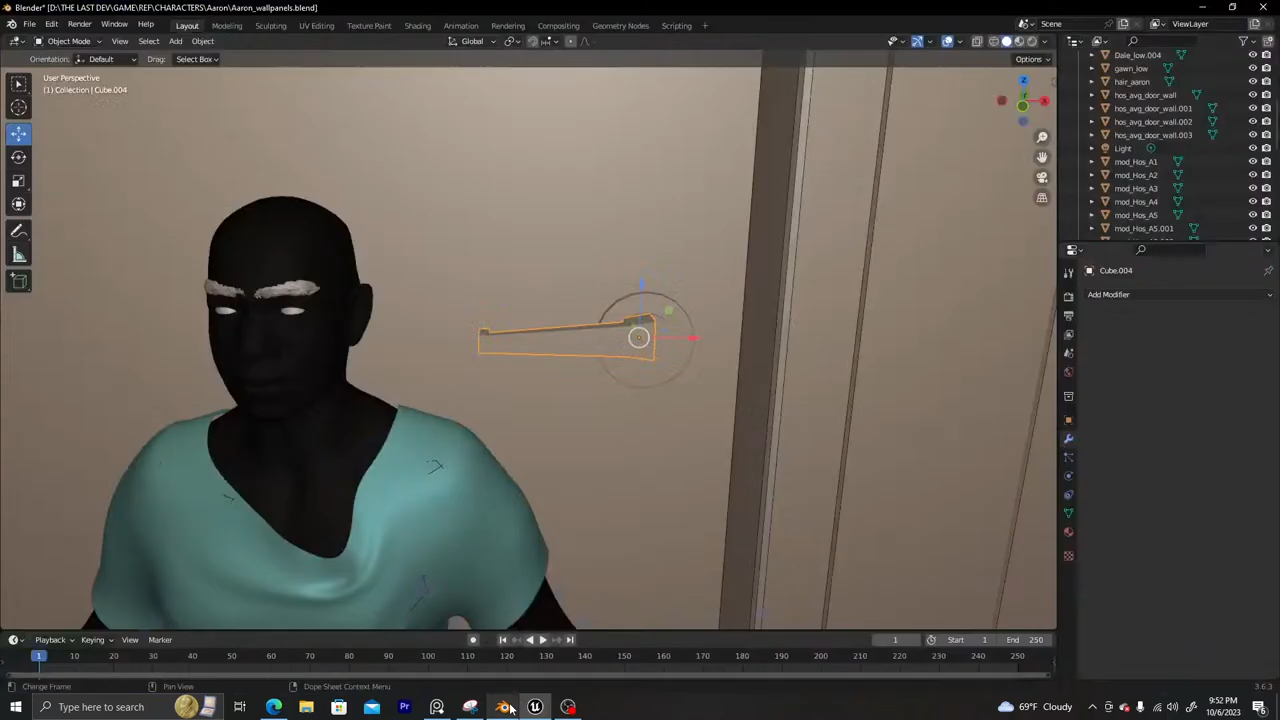 Blender* [D:\THE LAST DEV\GAME\REF\CHARACTERS\Aaron\Aaron_wallpanels.blend]
File Edit Render Window Help Layout Modeling Sculpting UV Editing Texture Paint Shading Animation Rendering Compositing Geometry Nodes Scripting + Scene ViewLayer
Object Mode View Select Add Object Global
Orientation: Default Drag: Select Box Options
User Perspective
(1) Collection | Cube.004
Z
X
Dale_low.004
gawn_low
hair_aaron
hos_avg_door_wall
hos_avg_door_wall.001
hos_avg_door_wall.002
hos_avg_door_wall.003
Light
mod_Hos_A1
mod_Hos_A2
mod_Hos_A3
mod_Hos_A4
mod_Hos_A5
mod_Hos_A5.001
Cube.004
Add Modifier
Playback Keying View Marker 1 Start 1 End 250
1 10 20 30 40 50 60 70 80 90 100 110 120 130 140 150 160 170 180 190 200 210 220 230 240 250
Change Frame Pan View Dope Sheet Context Menu 3.6.3
Type here to search Pr 69°F Cloudy 9:52 PM
10/6/2023